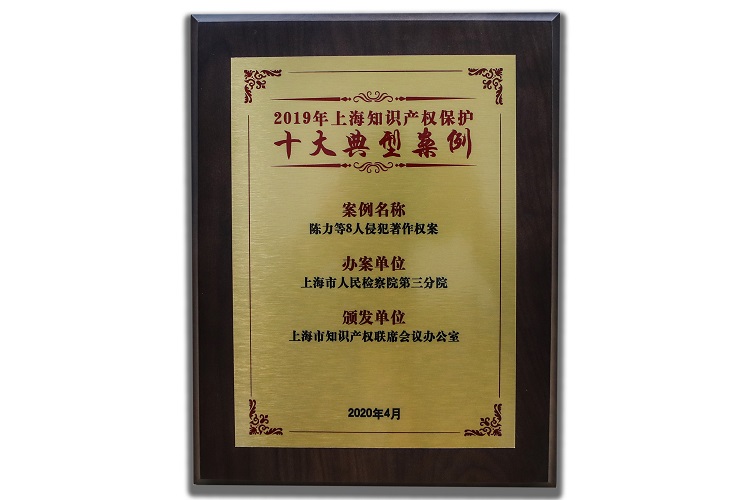 2019年上海知识产权保护
十大典型案例
案例名称
陈力等8人侵犯著作权案
办案单位
上海市人民检察院第三分院
颁发单位
上海市知识产权联席会议办公室
2020年4月